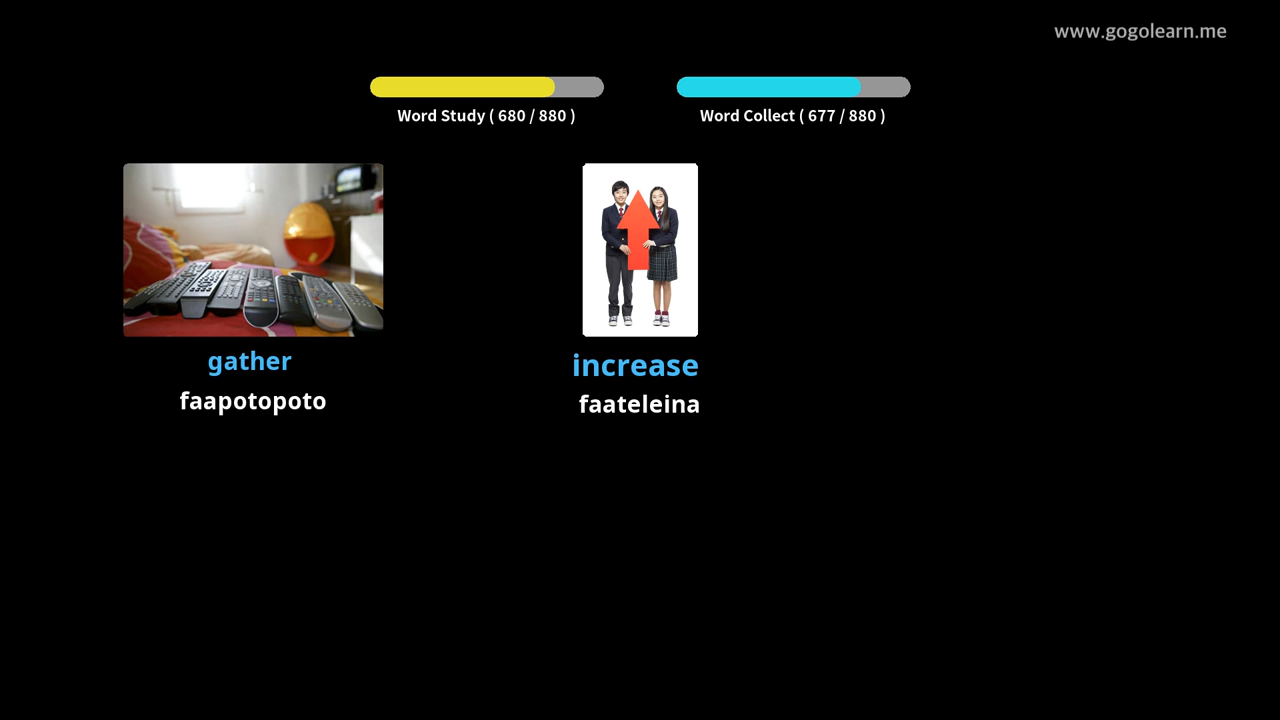 www.gogolearn.me
Word Study ( 680 / 880 )
Word Collect ( 677 / 880 )
gather
faapotopoto
increase
faateleina